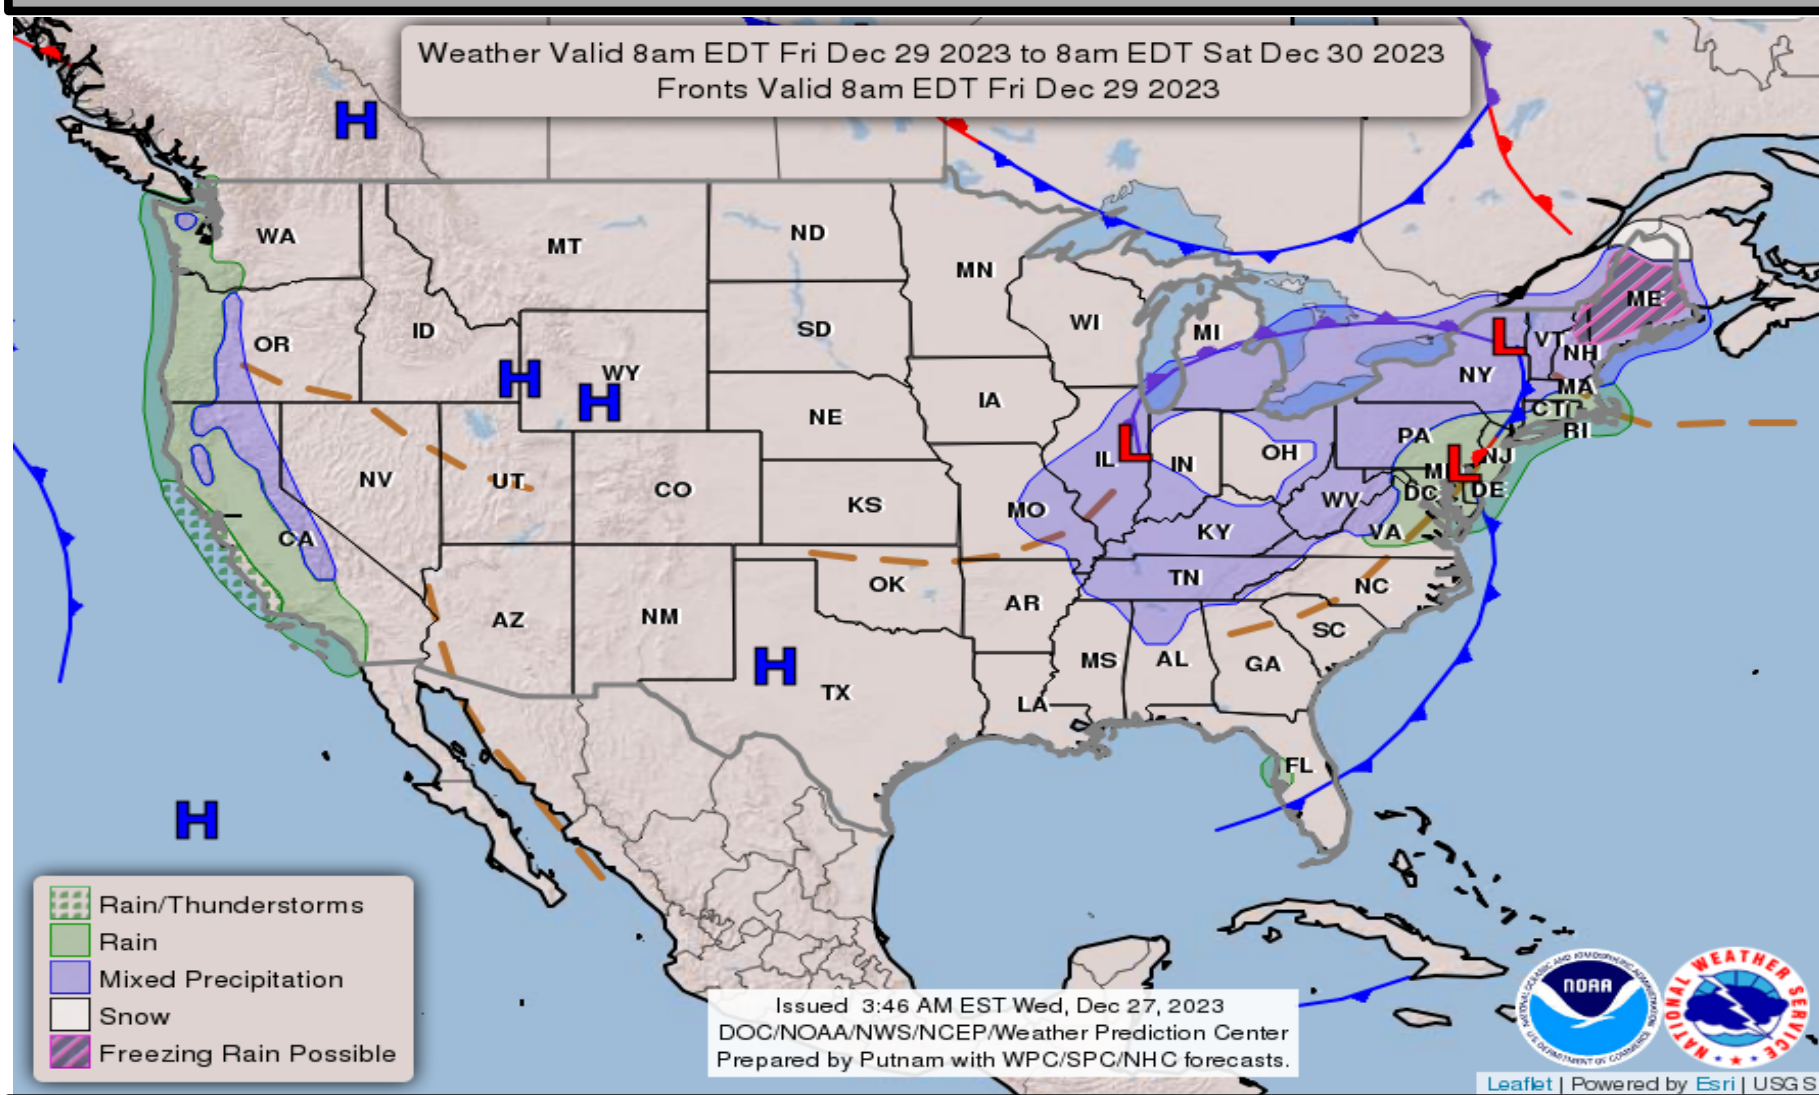 Weather Valid 8am EDT Fri Dec 29 2023 to 8am EDT Sat Dec 30 2023
Fronts Valid 8am EDT Fri Dec 29 2023
H
WA
MT
ND
MN
ME
OR
ID
SD
WI
MI
L
VT
NH
H
H
WY
NY
MA
NE
IA
CT
RI
L
PA
IL
IN
OH
NJ
L
NV
UT
CO
KS
MO
WV
DC
DE
CA
KY
VA
TN
OK
NC
AZ
NM
AR
SC
H
TX
MS
AL
GA
LA
FL
H
Rain/Thunderstorms
Rain
Mixed Precipitation
Snow
Freezing Rain Possible
Issued 3:46 AM EST Wed, Dec 27, 2023
DOC/NOAA/NWS/NCEP/Weather Prediction Center
Prepared by Putnam with WPC/SPC/NHC forecasts.
NOAA
NATIONAL WEATHER SERVICE
Leaflet | Powered by Esri | USGS